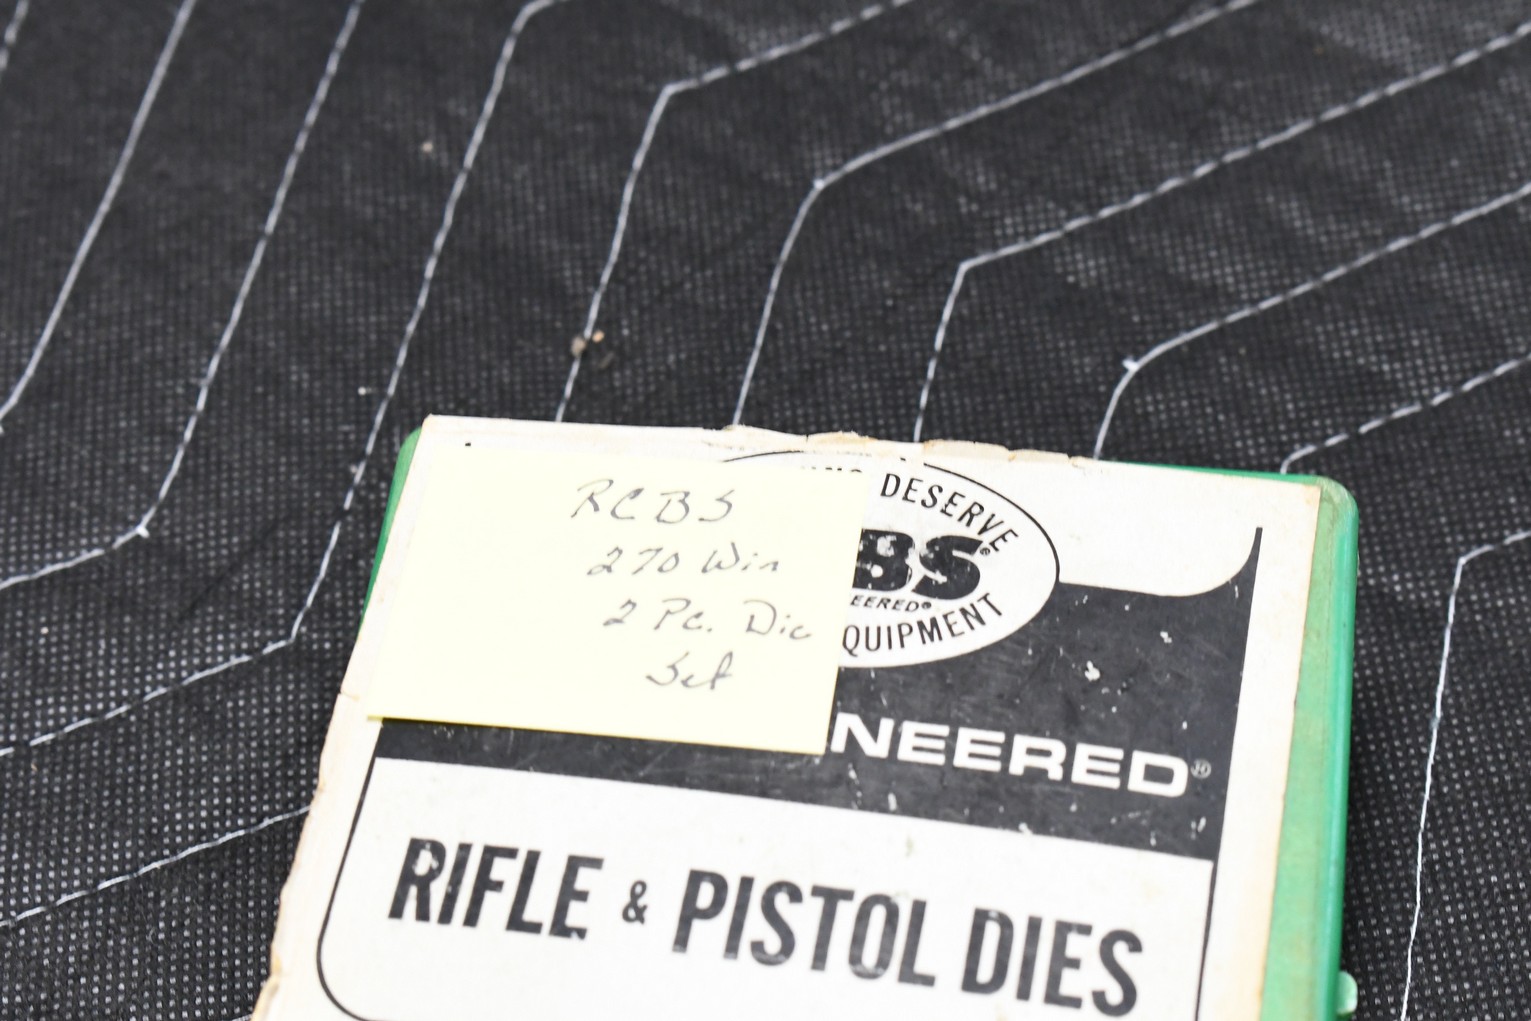 RCBS
270 Win
2 Pc. Die
Set
DESERVE
BS®
EERED®
QUIPMENT
NEERED®
RIFLE & PISTOL DIES